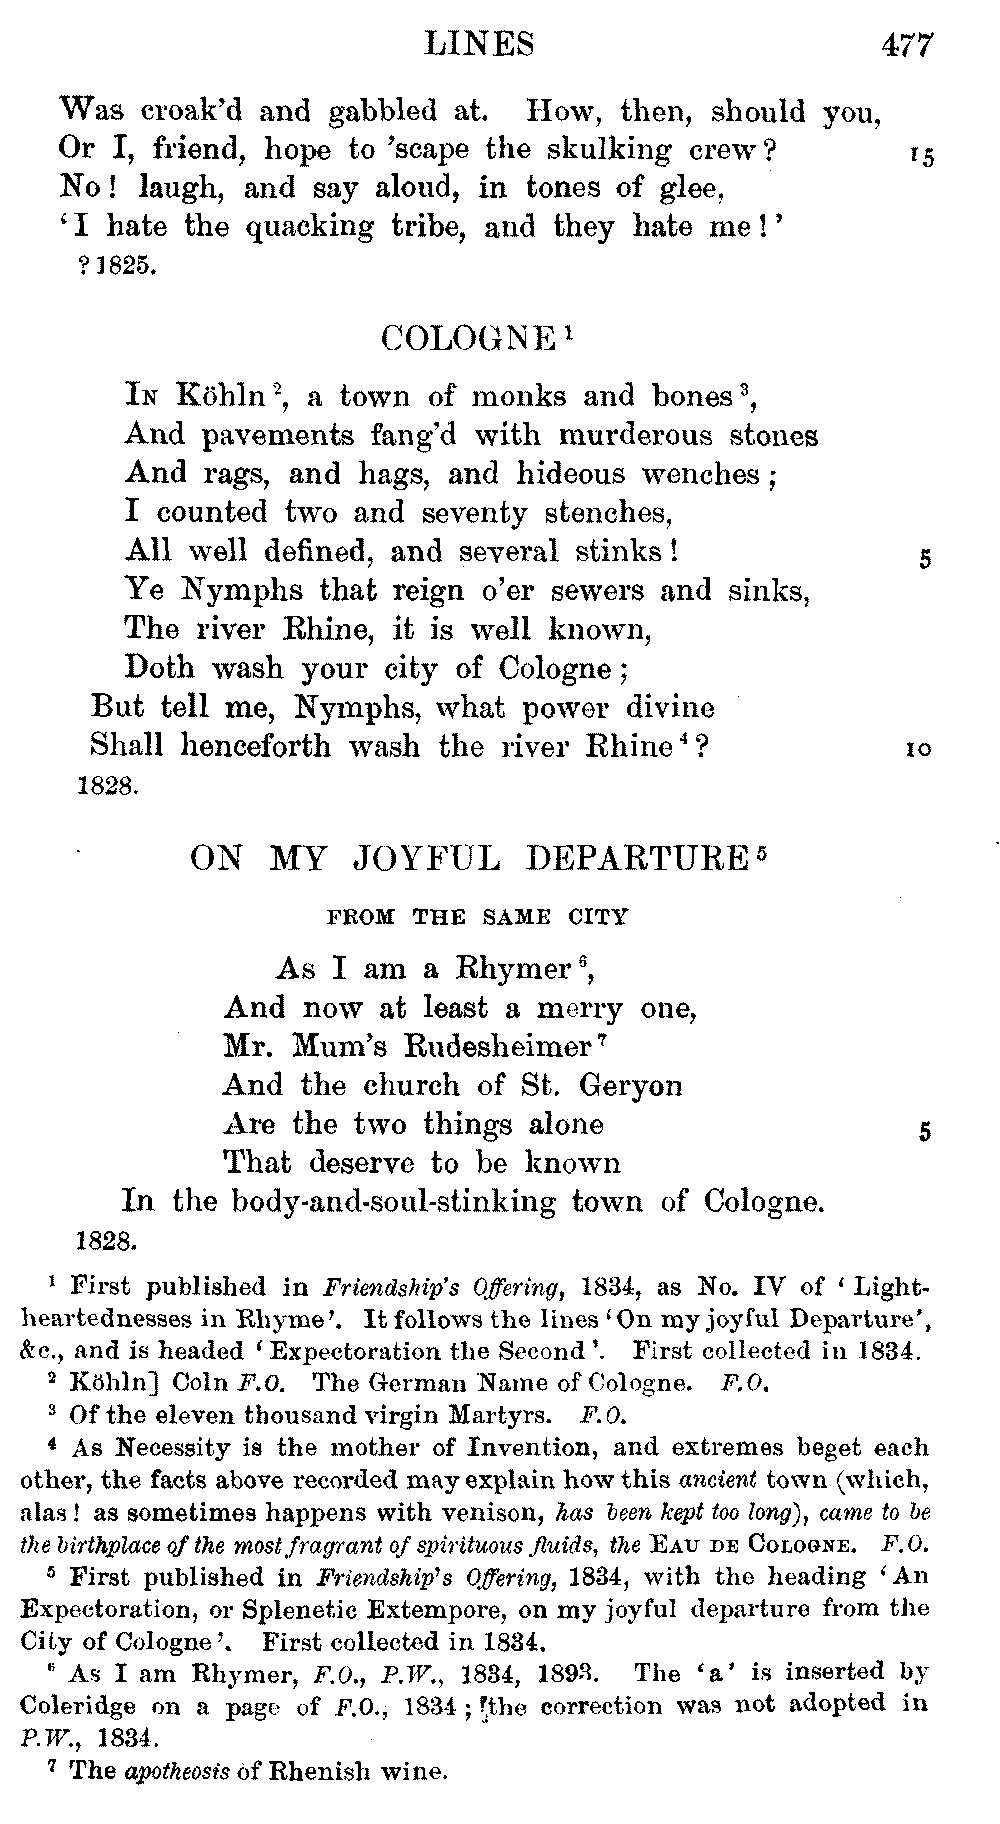 LINES 477
Was croak'd and gabbled at. How, then, should you,
Or I, friend, hope to 'scape the skulking crew? 15
No! laugh, and say aloud, in tones of glee,
'I hate the quacking tribe, and they hate me!'
? 1825.
COLOGNE 1
IN Köhln 2, a town of monks and bones 3,
And pavements fang'd with murderous stones
And rags, and hags, and hideous wenches;
I counted two and seventy stenches,
All well defined, and several stinks! 5
Ye Nymphs that reign o'er sewers and sinks,
The river Rhine, it is well known,
Doth wash your city of Cologne;
But tell me, Nymphs, what power divine
Shall henceforth wash the river Rhine 4? 10
1828.
ON MY JOYFUL DEPARTURE 5
FROM THE SAME CITY
As I am a Rhymer 6,
And now at least a merry one,
Mr. Mum's Rudesheimer 7
And the church of St. Geryon
Are the two things alone 5
That deserve to be known
In the body-and-soul-stinking town of Cologne.
1828.
1 First published in Friendship's Offering, 1834, as No. IV of 'Light-
heartednesses in Rhyme'. It follows the lines 'On my joyful Departure',
&c., and is headed 'Expectoration the Second'. First collected in 1834.
2 Köhln] Coln F.O. The German Name of Cologne. F.O.
3 Of the eleven thousand virgin Martyrs. F.O.
4 As Necessity is the mother of Invention, and extremes beget each
other, the facts above recorded may explain how this ancient town (which,
alas! as sometimes happens with venison, has been kept too long), came to be
the birthplace of the most fragrant of spirituous fluids, the EAU DE COLOGNE. F.O.
5 First published in Friendship's Offering, 1834, with the heading 'An
Expectoration, or Splenetic Extempore, on my joyful departure from the
City of Cologne'. First collected in 1834.
6 As I am Rhymer, F.O., P.W., 1834, 1893. The 'a' is inserted by
Coleridge on a page of F.O., 1834; the correction was not adopted in
P.W., 1834.
7 The apotheosis of Rhenish wine.